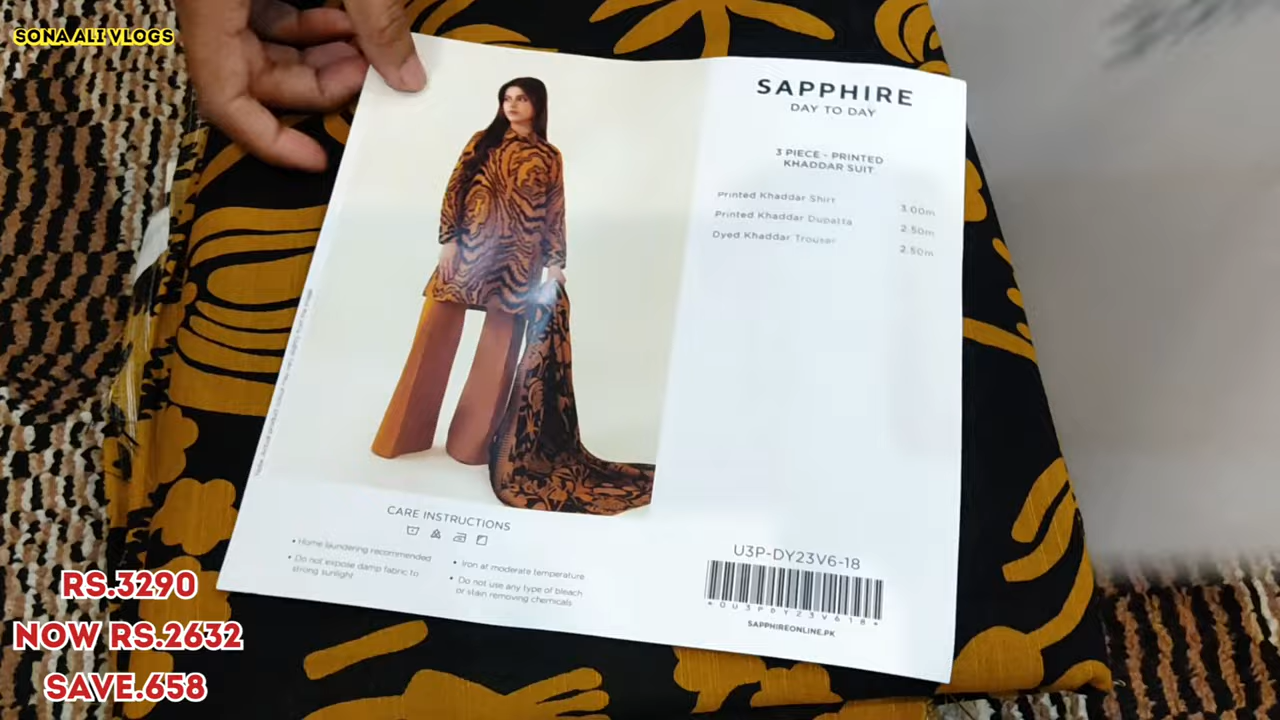 SONA ALI VLOGS
SAPPHIRE
DAY TO DAY
3 PIECE - PRINTED
KHADDAR SUIT
Printed Khaddar Shirt 3.00m
Printed Khaddar Dupatta 2.50m
Dyed Khaddar Trouser 2.50m
CARE INSTRUCTIONS
• Home laundering recommended
• Do not expose damp fabric to
strong sunlight
• Iron at moderate temperature
• Do not use any type of bleach
or stain removing chemicals
U3P-DY23V6-18
*0U3PDY23V618*
SAPPHIREONLINE.PK
RS.3290
NOW RS.2632
SAVE.658